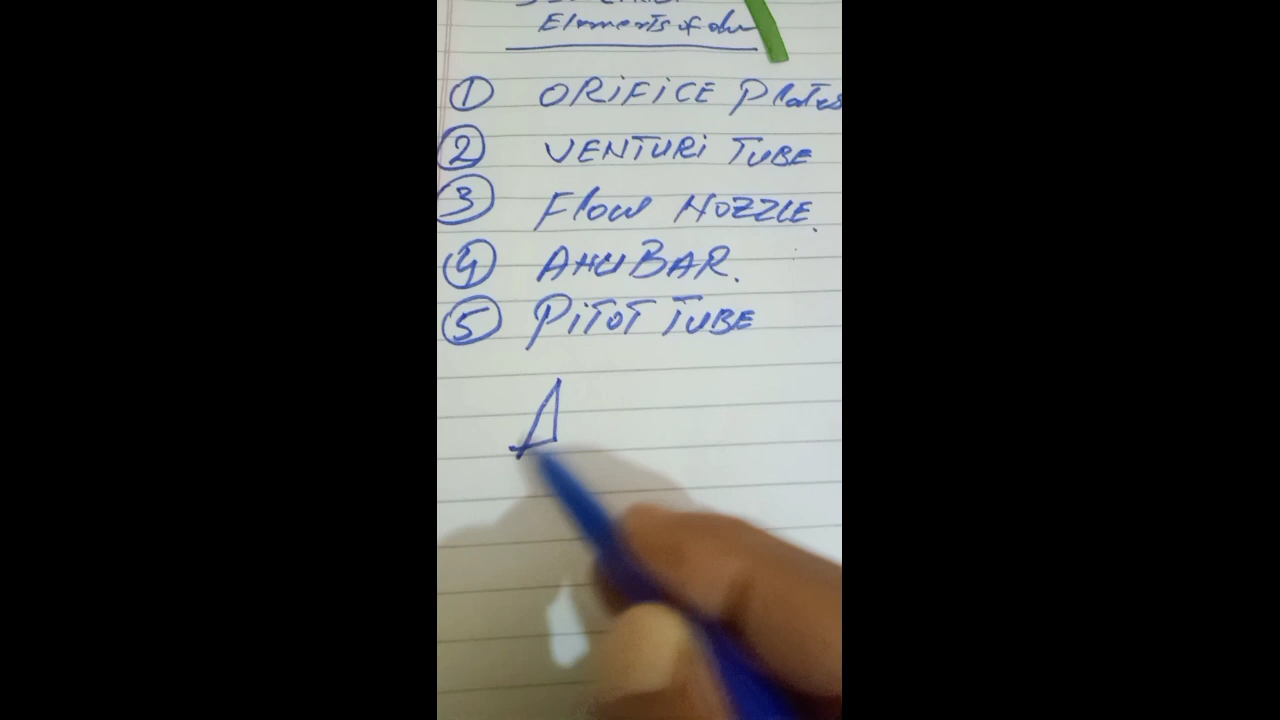 Elements of
① ORiFiCE Plates
② VENTURi TUBE
③ Flow NOZZLE.
④ ANUBAR.
⑤ PiTOT TUBE
A